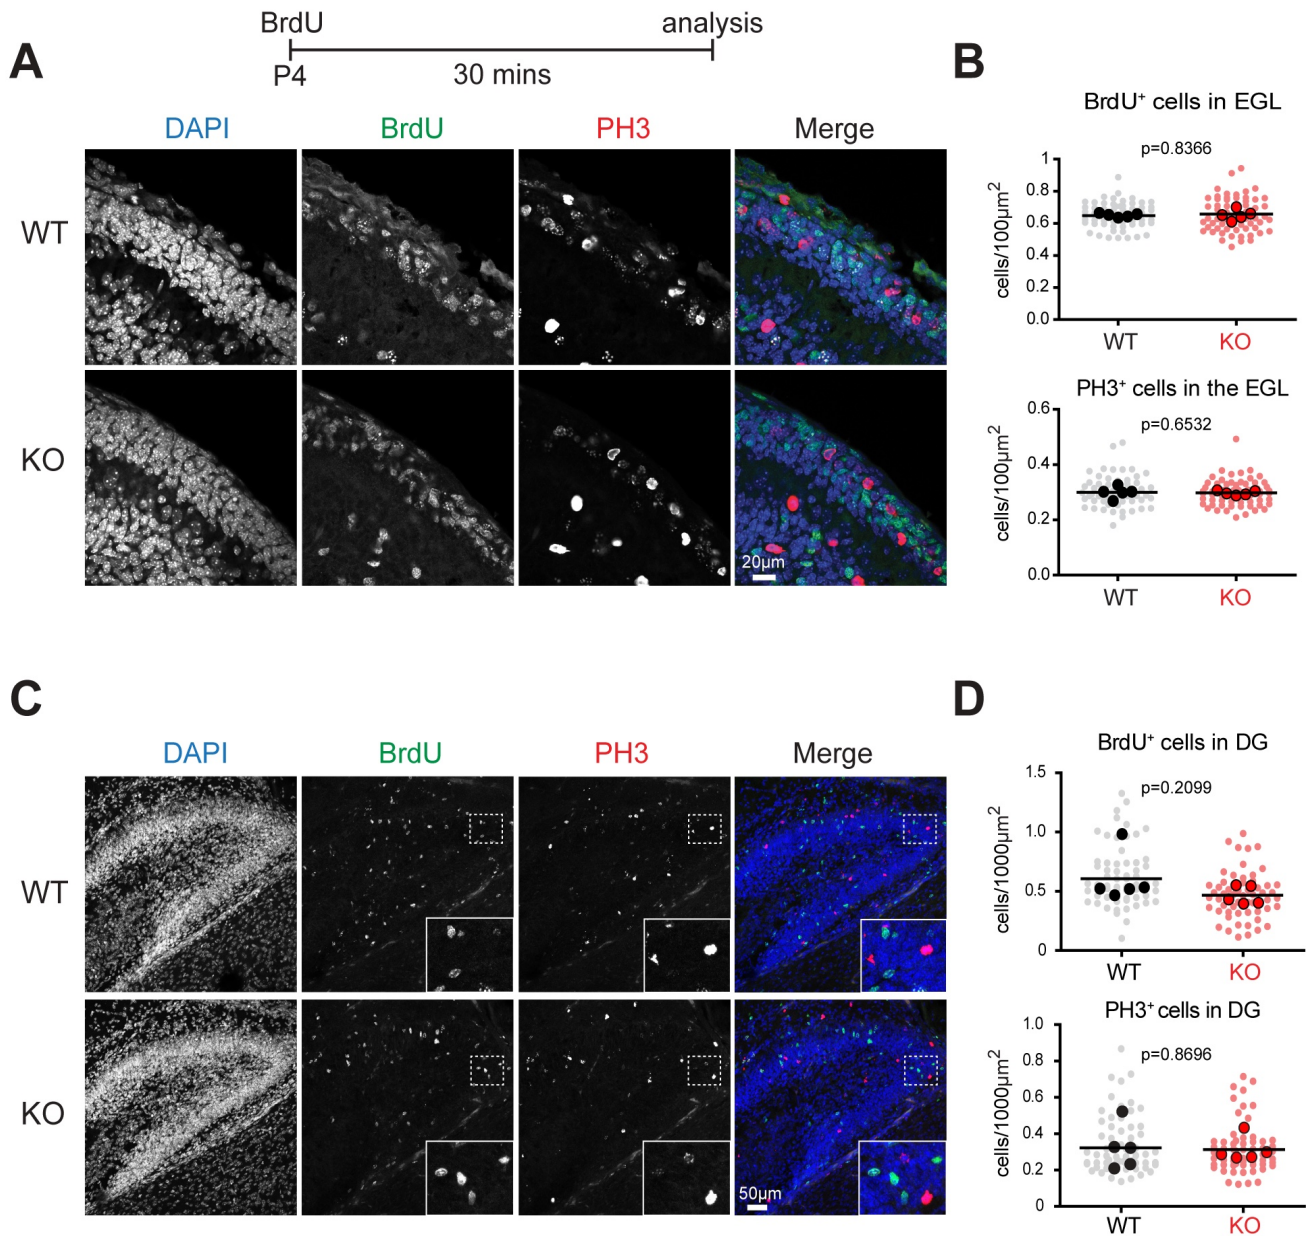 A
BrdU
analysis
P4
30 mins
DAPI
BrdU
PH3
Merge
WT
KO
20µm
B
BrdU⁺ cells in EGL
p=0.8366
cells/100µm²
1
0.8
0.6
0.4
0.2
0.0
WT
KO
PH3⁺ cells in the EGL
p=0.6532
cells/100µm²
0.6
0.4
0.2
0.0
WT
KO
C
DAPI
BrdU
PH3
Merge
WT
KO
50µm
D
BrdU⁺ cells in DG
p=0.2099
cells/1000µm²
1.5
1.0
0.5
0
WT
KO
PH3⁺ cells in DG
p=0.8696
cells/1000µm²
1.0
0.8
0.6
0.4
0.2
0
WT
KO